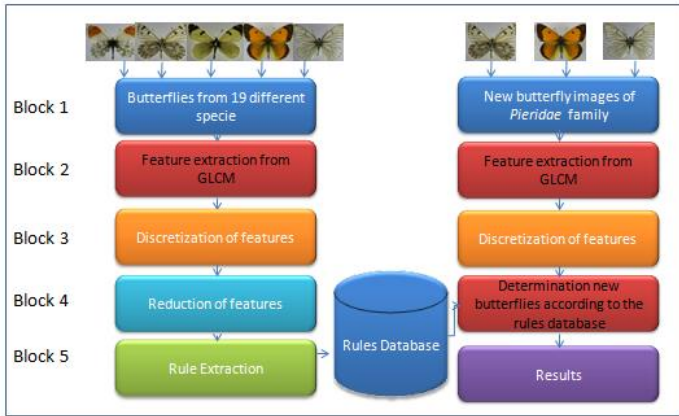 Block 1
Butterflies from 19 different
specie
New butterfly images of
Pieridae family
Block 2
Feature extraction from
GLCM
Feature extraction from
GLCM
Block 3
Discretization of features
Discretization of features
Block 4
Reduction of features
Rules Database
Determination new
butterflies according to the
rules database
Block 5
Rule Extraction
Results